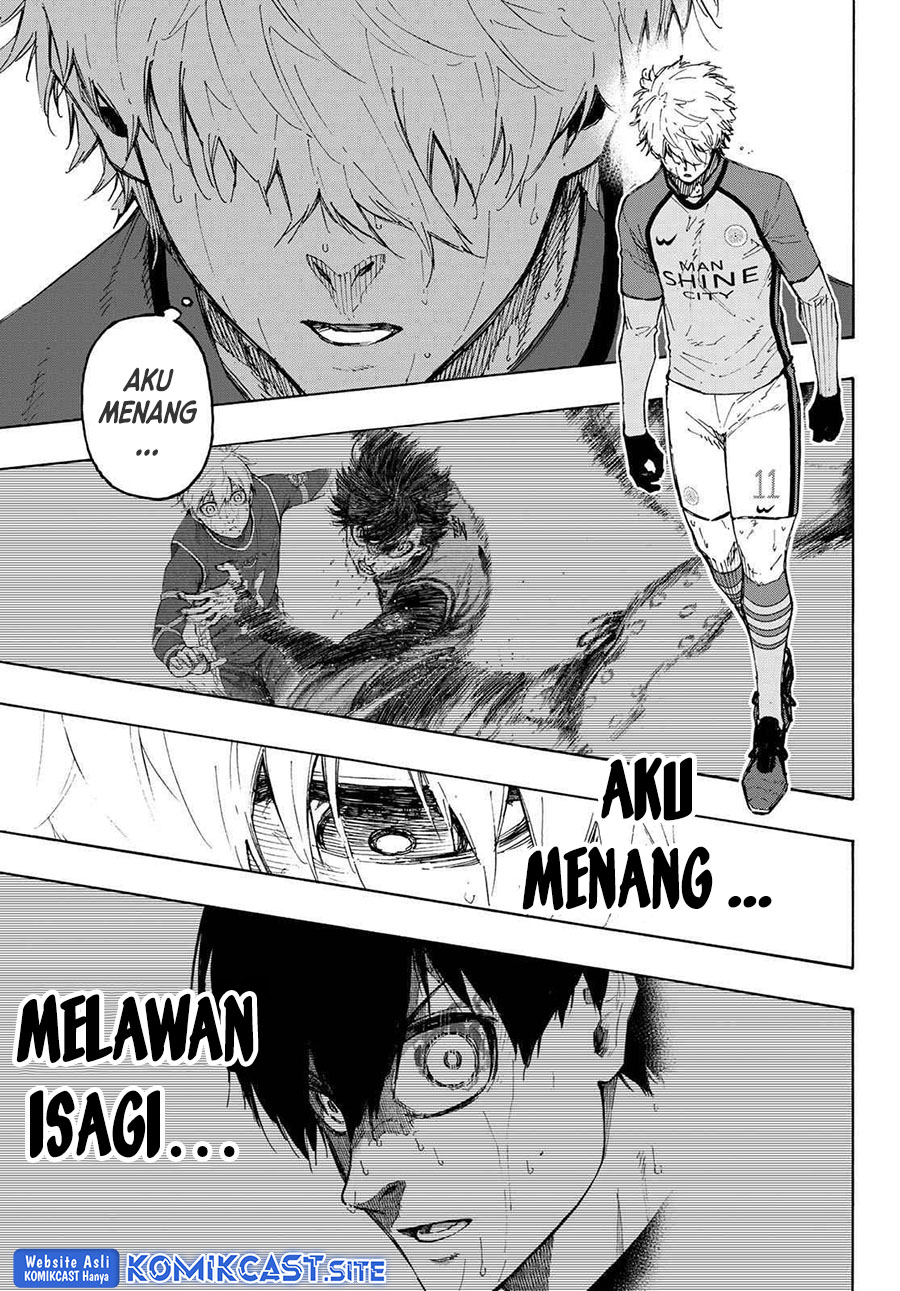 MAN
SHINE
CITY
11
AKU
MENANG
...
AKU
MENANG ...
MELAWAN
ISAGI...
Website Asli
KOMIKCAST Hanya
KOMIKCAST.SITE